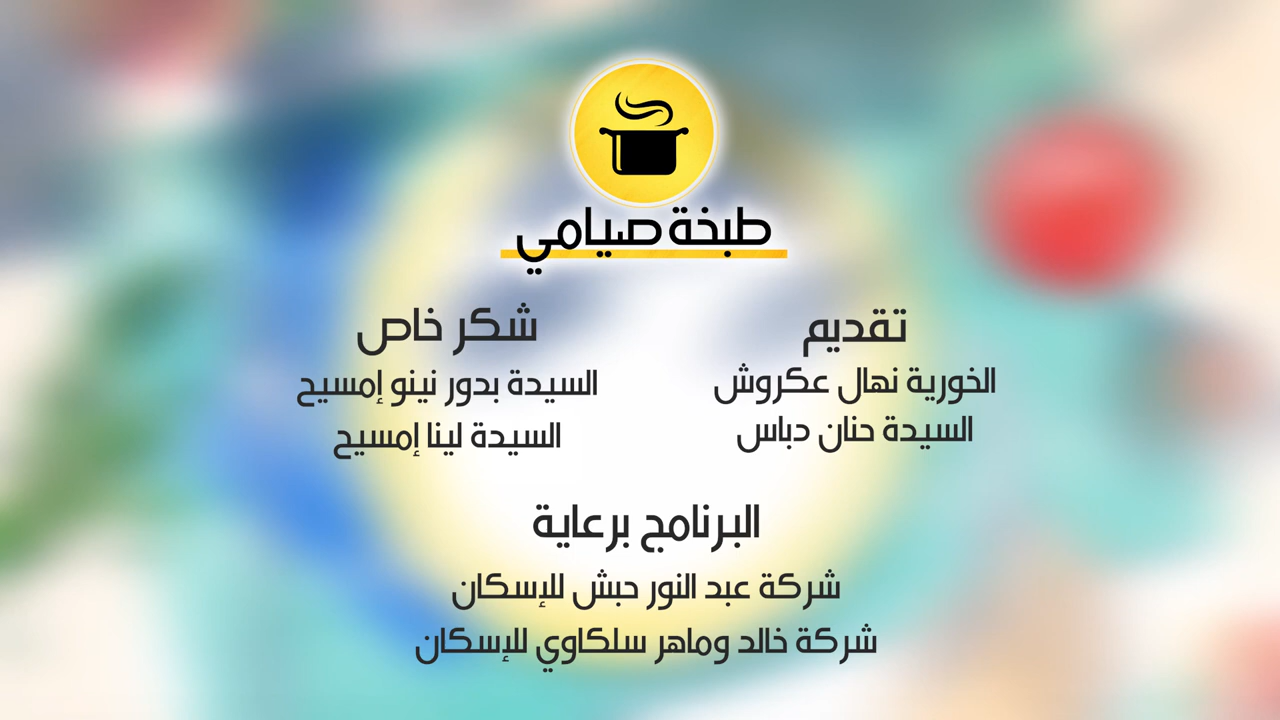 طبخة صيامي
تقديم
الخورية نهال عكروش
السيدة حنان دباس
شكر خاص
السيدة بدور نينو إمسيح
السيدة لينا إمسيح
البرنامج برعاية
شركة عبد النور حبش للإسكان
شركة خالد وماهر سلكاوي للإسكان